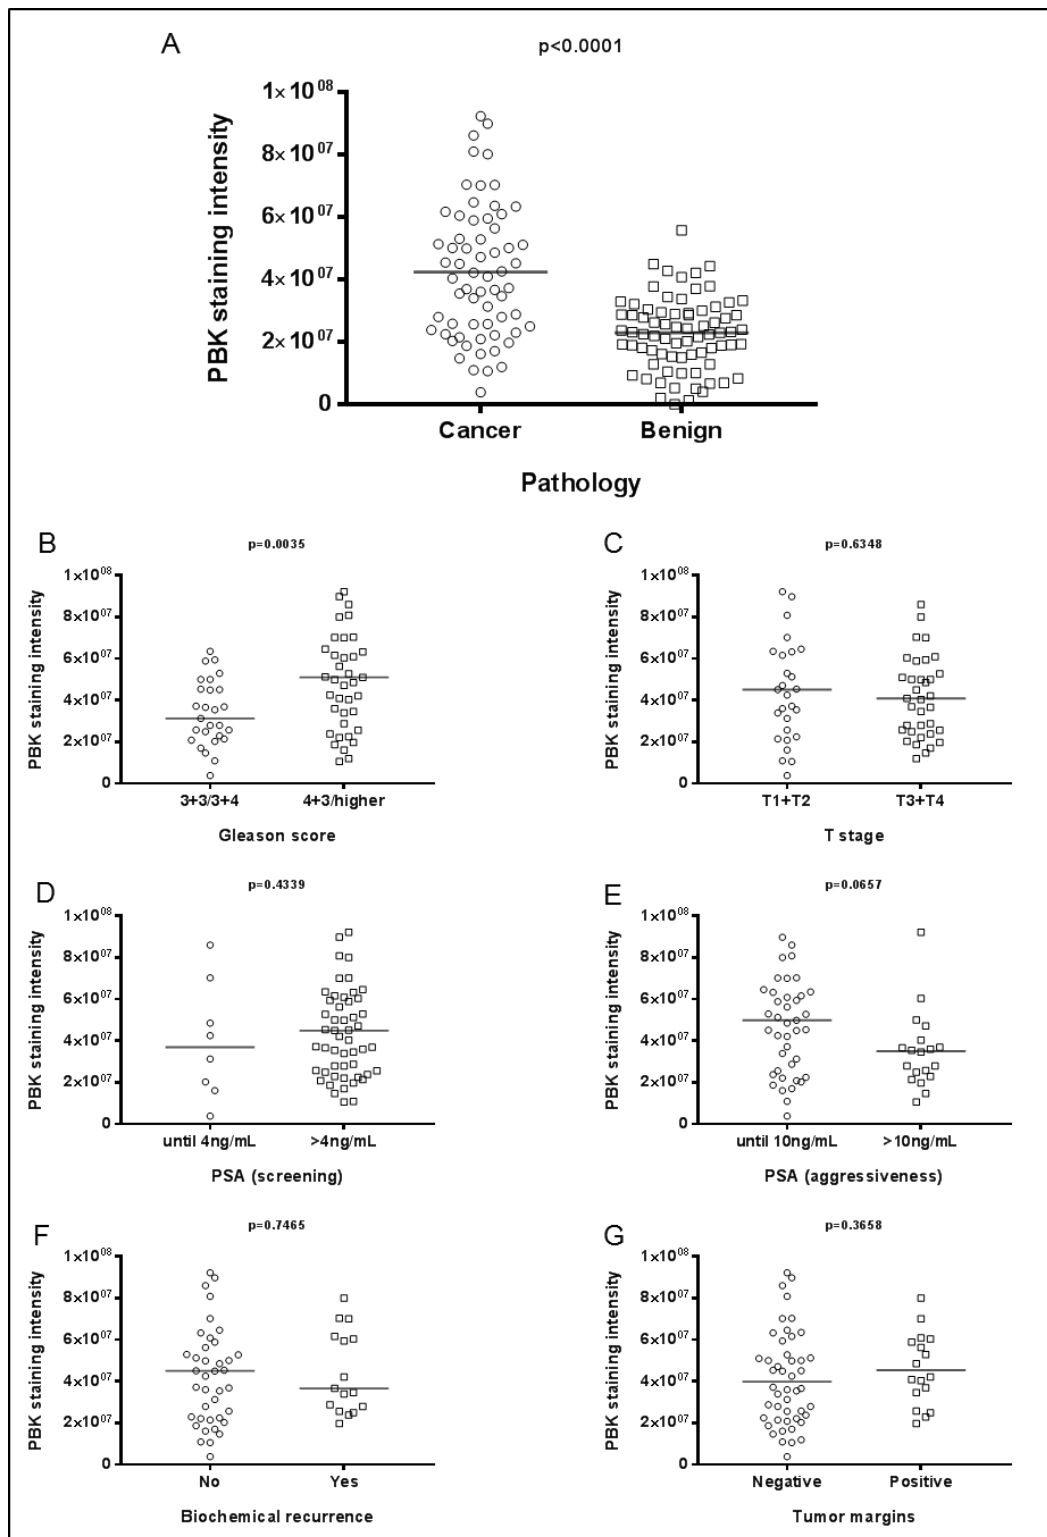 A
p<0.0001
PBK staining intensity
1×10^08
8×10^07
6×10^07
4×10^07
2×10^07
0
Cancer Benign
Pathology
B
p=0.0035
PBK staining intensity
1×10^08
8×10^07
6×10^07
4×10^07
2×10^07
0
3+3/3+4 4+3/higher
Gleason score
C
p=0.6348
PBK staining intensity
1×10^08
8×10^07
6×10^07
4×10^07
2×10^07
0
T1+T2 T3+T4
T stage
D
p=0.4339
PBK staining intensity
1×10^08
8×10^07
6×10^07
4×10^07
2×10^07
0
until 4ng/mL >4ng/mL
PSA (screening)
E
p=0.0657
PBK staining intensity
1×10^08
8×10^07
6×10^07
4×10^07
2×10^07
0
until 10ng/mL >10ng/mL
PSA (aggressiveness)
F
p=0.7465
PBK staining intensity
1×10^08
8×10^07
6×10^07
4×10^07
2×10^07
0
No Yes
Biochemical recurrence
G
p=0.3658
PBK staining intensity
1×10^08
8×10^07
6×10^07
4×10^07
2×10^07
0
Negative Positive
Tumor margins